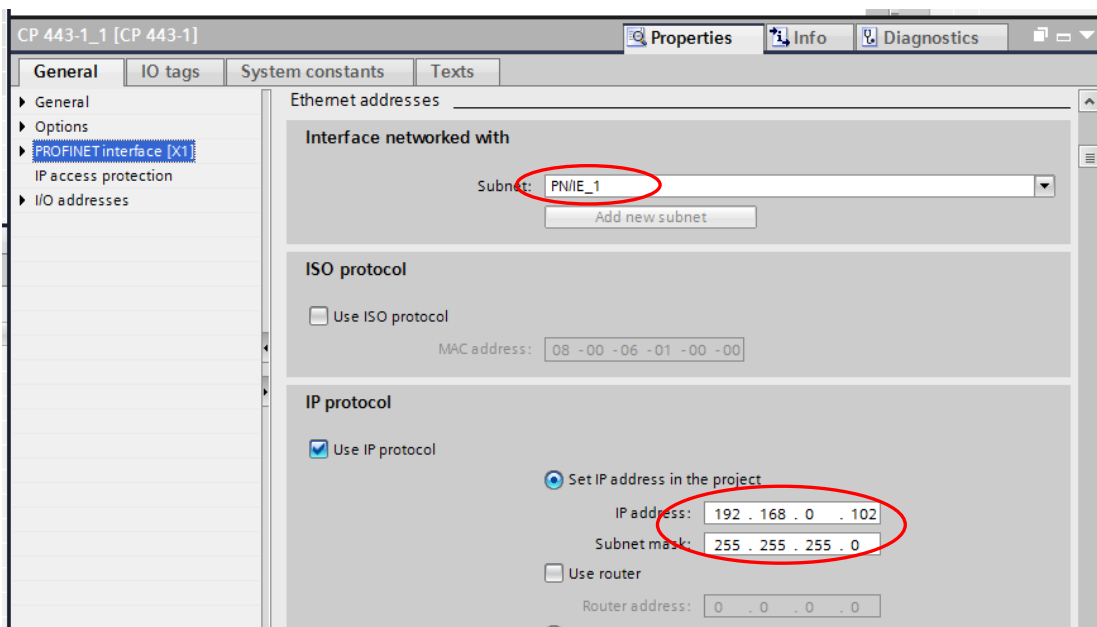 CP 443-1_1 [CP 443-1]
Properties
Info
Diagnostics
General
IO tags
System constants
Texts
General
Options
PROFINET interface [X1]
IP access protection
I/O addresses
Ethernet addresses
Interface networked with
Subnet: PN/IE_1
Add new subnet
ISO protocol
Use ISO protocol
MAC address: 08 -00 -06 -01 -00 -00
IP protocol
Use IP protocol
Set IP address in the project
IP address: 192 . 168 . 0 . 102
Subnet mask: 255 . 255 . 255 . 0
Use router
Router address: 0 . 0 . 0 . 0